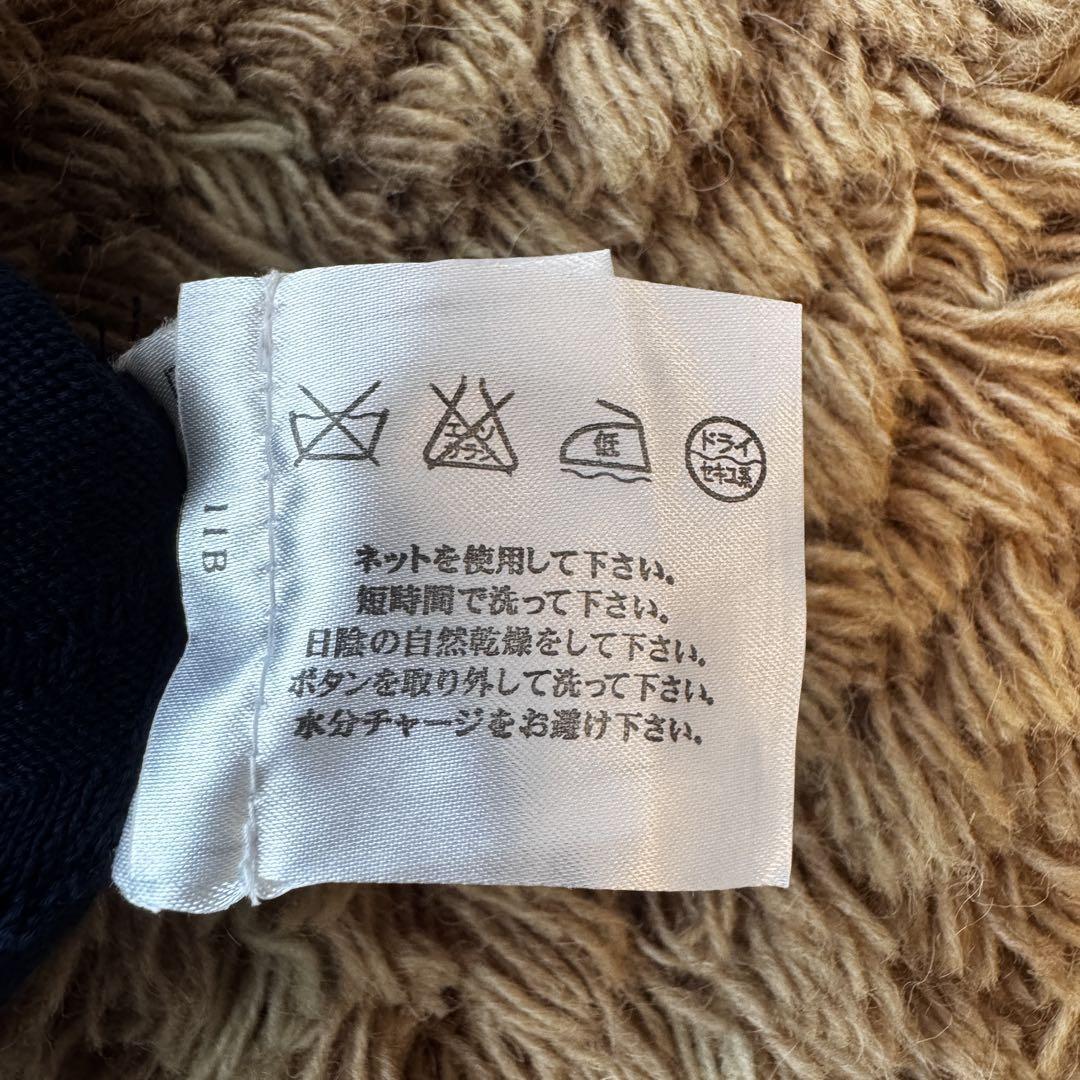 エンソ
サラシ
低
ドライ
セキユ系
11B
ネットを使用して下さい。
短時間で洗って下さい。
日陰の自然乾燥をして下さい。
ボタンを取り外して洗って下さい。
水分チャージをお避け下さい。